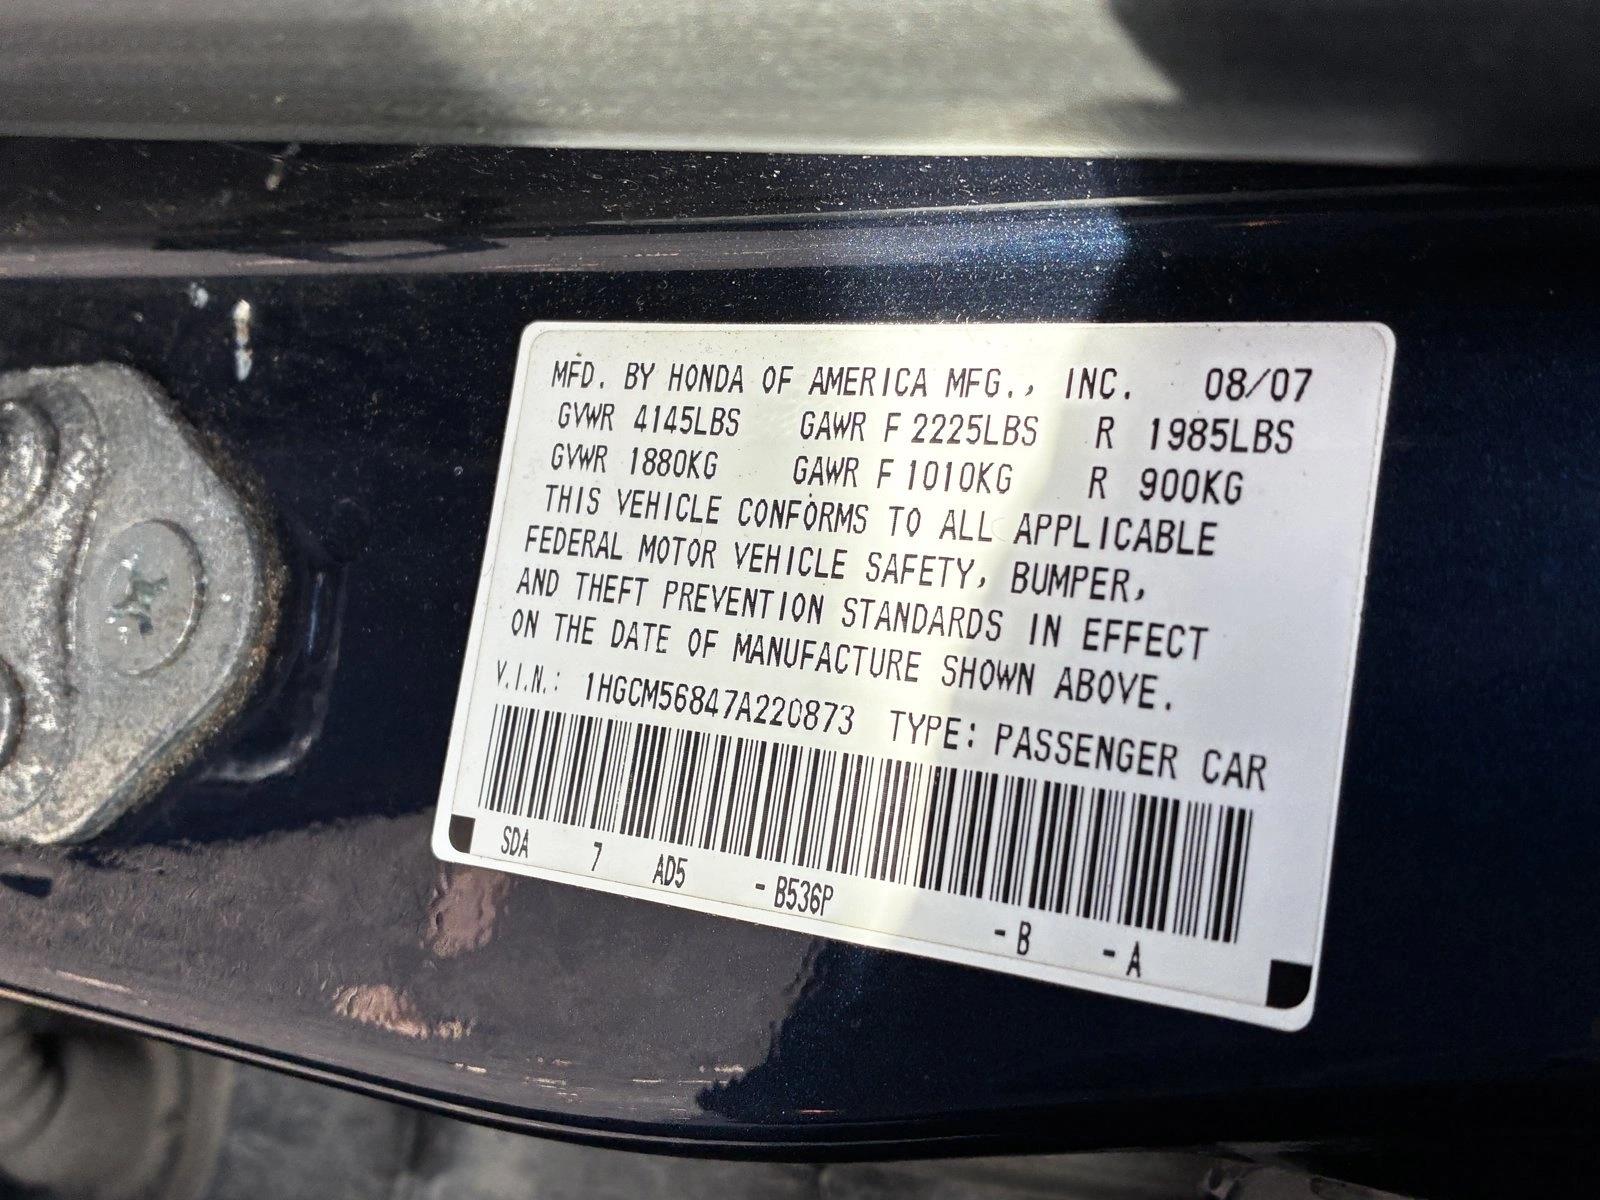 MFD. BY HONDA OF AMERICA MFG., INC. 08/07
GVWR 4145LBS GAWR F 2225LBS R 1985LBS
GVWR 1880KG GAWR F 1010KG R 900KG
THIS VEHICLE CONFORMS TO ALL APPLICABLE
FEDERAL MOTOR VEHICLE SAFETY, BUMPER,
AND THEFT PREVENTION STANDARDS IN EFFECT
ON THE DATE OF MANUFACTURE SHOWN ABOVE.
V.I.N.: 1HGCM56847A220873 TYPE: PASSENGER CAR
SDA 7 AD5 - B536P - B - A